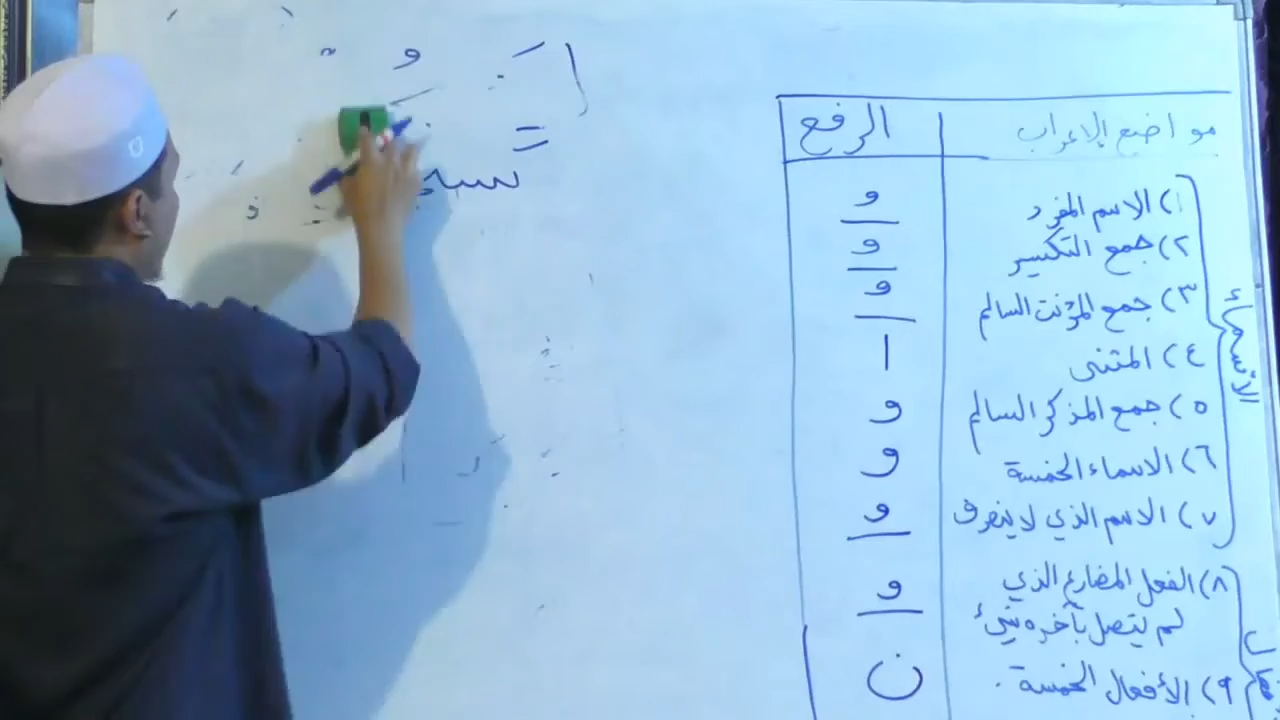 مواضع الإعراب الرفع
١) الاسم المفرد و
٢) جمع التكسير و
٣) جمع المؤنث السالم و
٤) المثنى ا
٥) جمع المذكر السالم و
٦) الاسماء الخمسة و
٧) الاسم الذي لا ينصرف و
٨) الفعل المضارع الذي و
لم يتصل بآخره شيء
٩) الأفعال الخمسة. ن
الأسماء